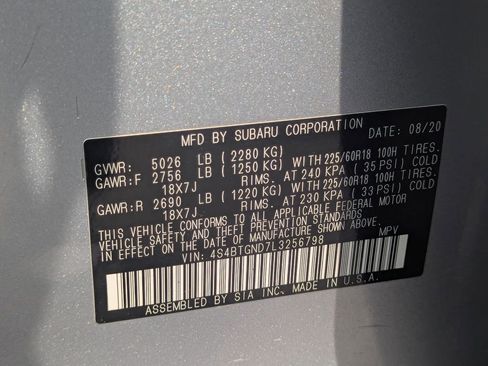 MFD BY SUBARU CORPORATION DATE: 08/20
GVWR: 5026 LB ( 2280 KG)
GAWR:F 2756 LB ( 1250 KG) WITH 225/60R18 100H TIRES.
18X7J RIMS. AT 240 KPA ( 35 PSI) COLD
GAWR:R 2690 LB ( 1220 KG) WITH 225/60R18 100H TIRES.
18X7J RIMS. AT 230 KPA ( 33 PSI) COLD
THIS VEHICLE CONFORMS TO ALL APPLICABLE FEDERAL MOTOR
VEHICLE SAFETY AND BUMPER STANDARDS
IN EFFECT ON THE DATE OF MANUFACTURE SHOWN ABOVE.
VIN: 4S4BTGND7L3256798 MPV
ASSEMBLED BY SIA INC. MADE IN U.S.A.